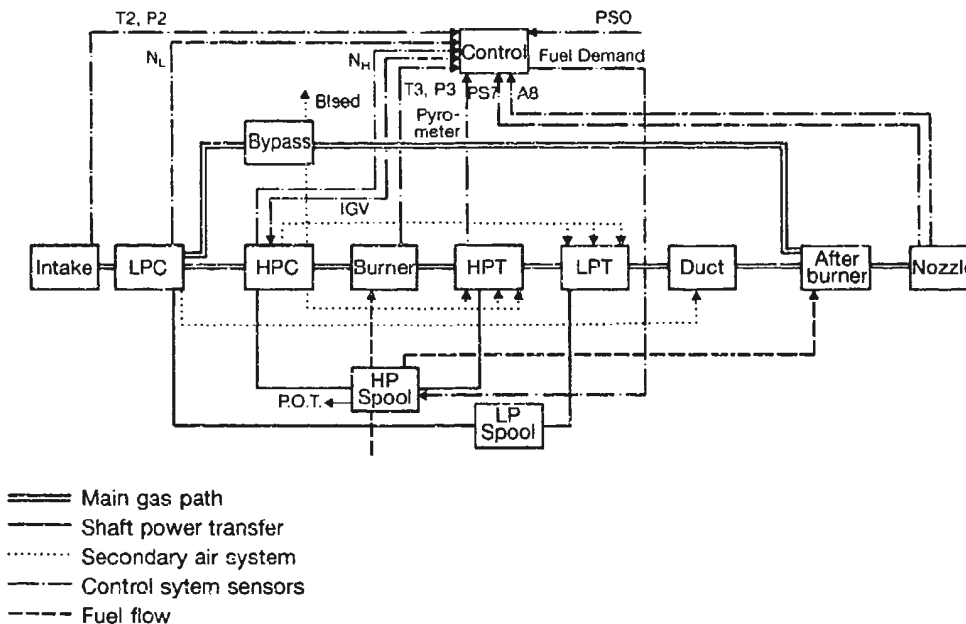 T2, P2
PSO
NL
NH
Control
Fuel Demand
T3, P3
PS7
A8
Bleed
Pyro-
meter
Bypass
IGV
Intake
LPC
HPC
Burner
HPT
LPT
Duct
After
burner
Nozzle
HP
Spool
P.O.T.
LP
Spool
Main gas path
Shaft power transfer
Secondary air system
Control sytem sensors
Fuel flow